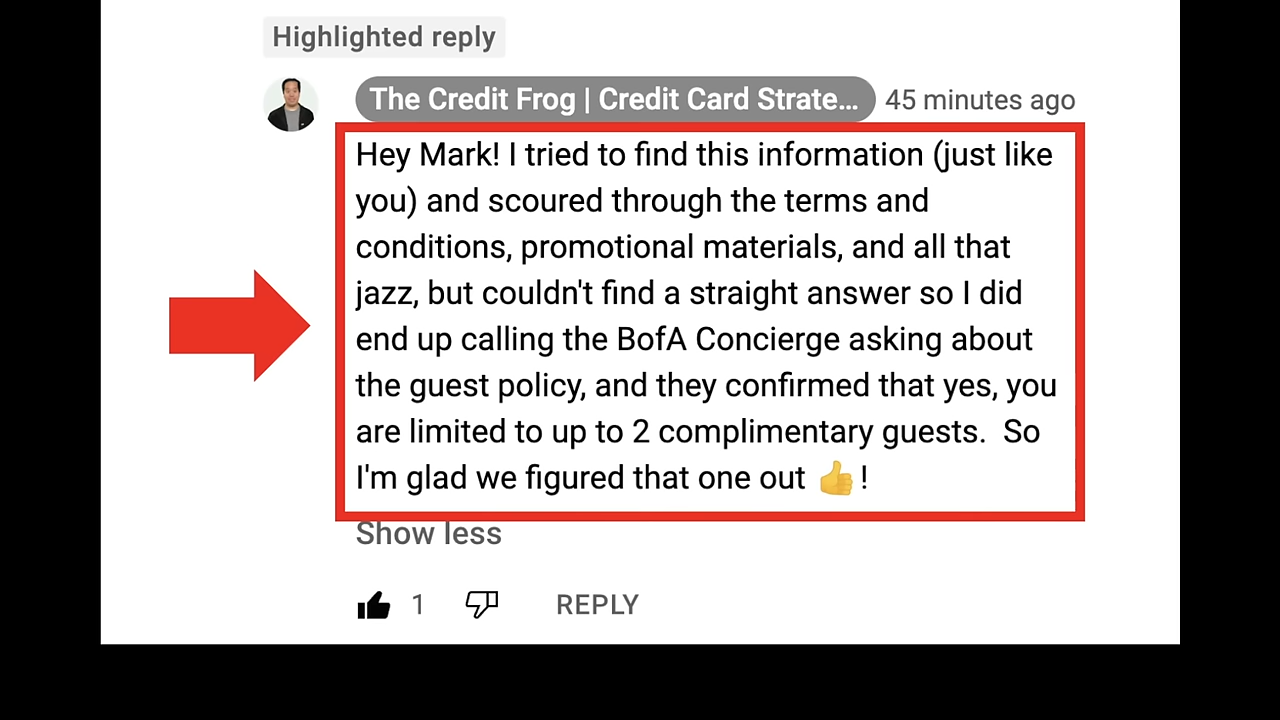 Highlighted reply
The Credit Frog | Credit Card Strate... 45 minutes ago
Hey Mark! I tried to find this information (just like
you) and scoured through the terms and
conditions, promotional materials, and all that
jazz, but couldn't find a straight answer so I did
end up calling the BofA Concierge asking about
the guest policy, and they confirmed that yes, you
are limited to up to 2 complimentary guests.  So
I'm glad we figured that one out 👍 !
Show less
1 REPLY